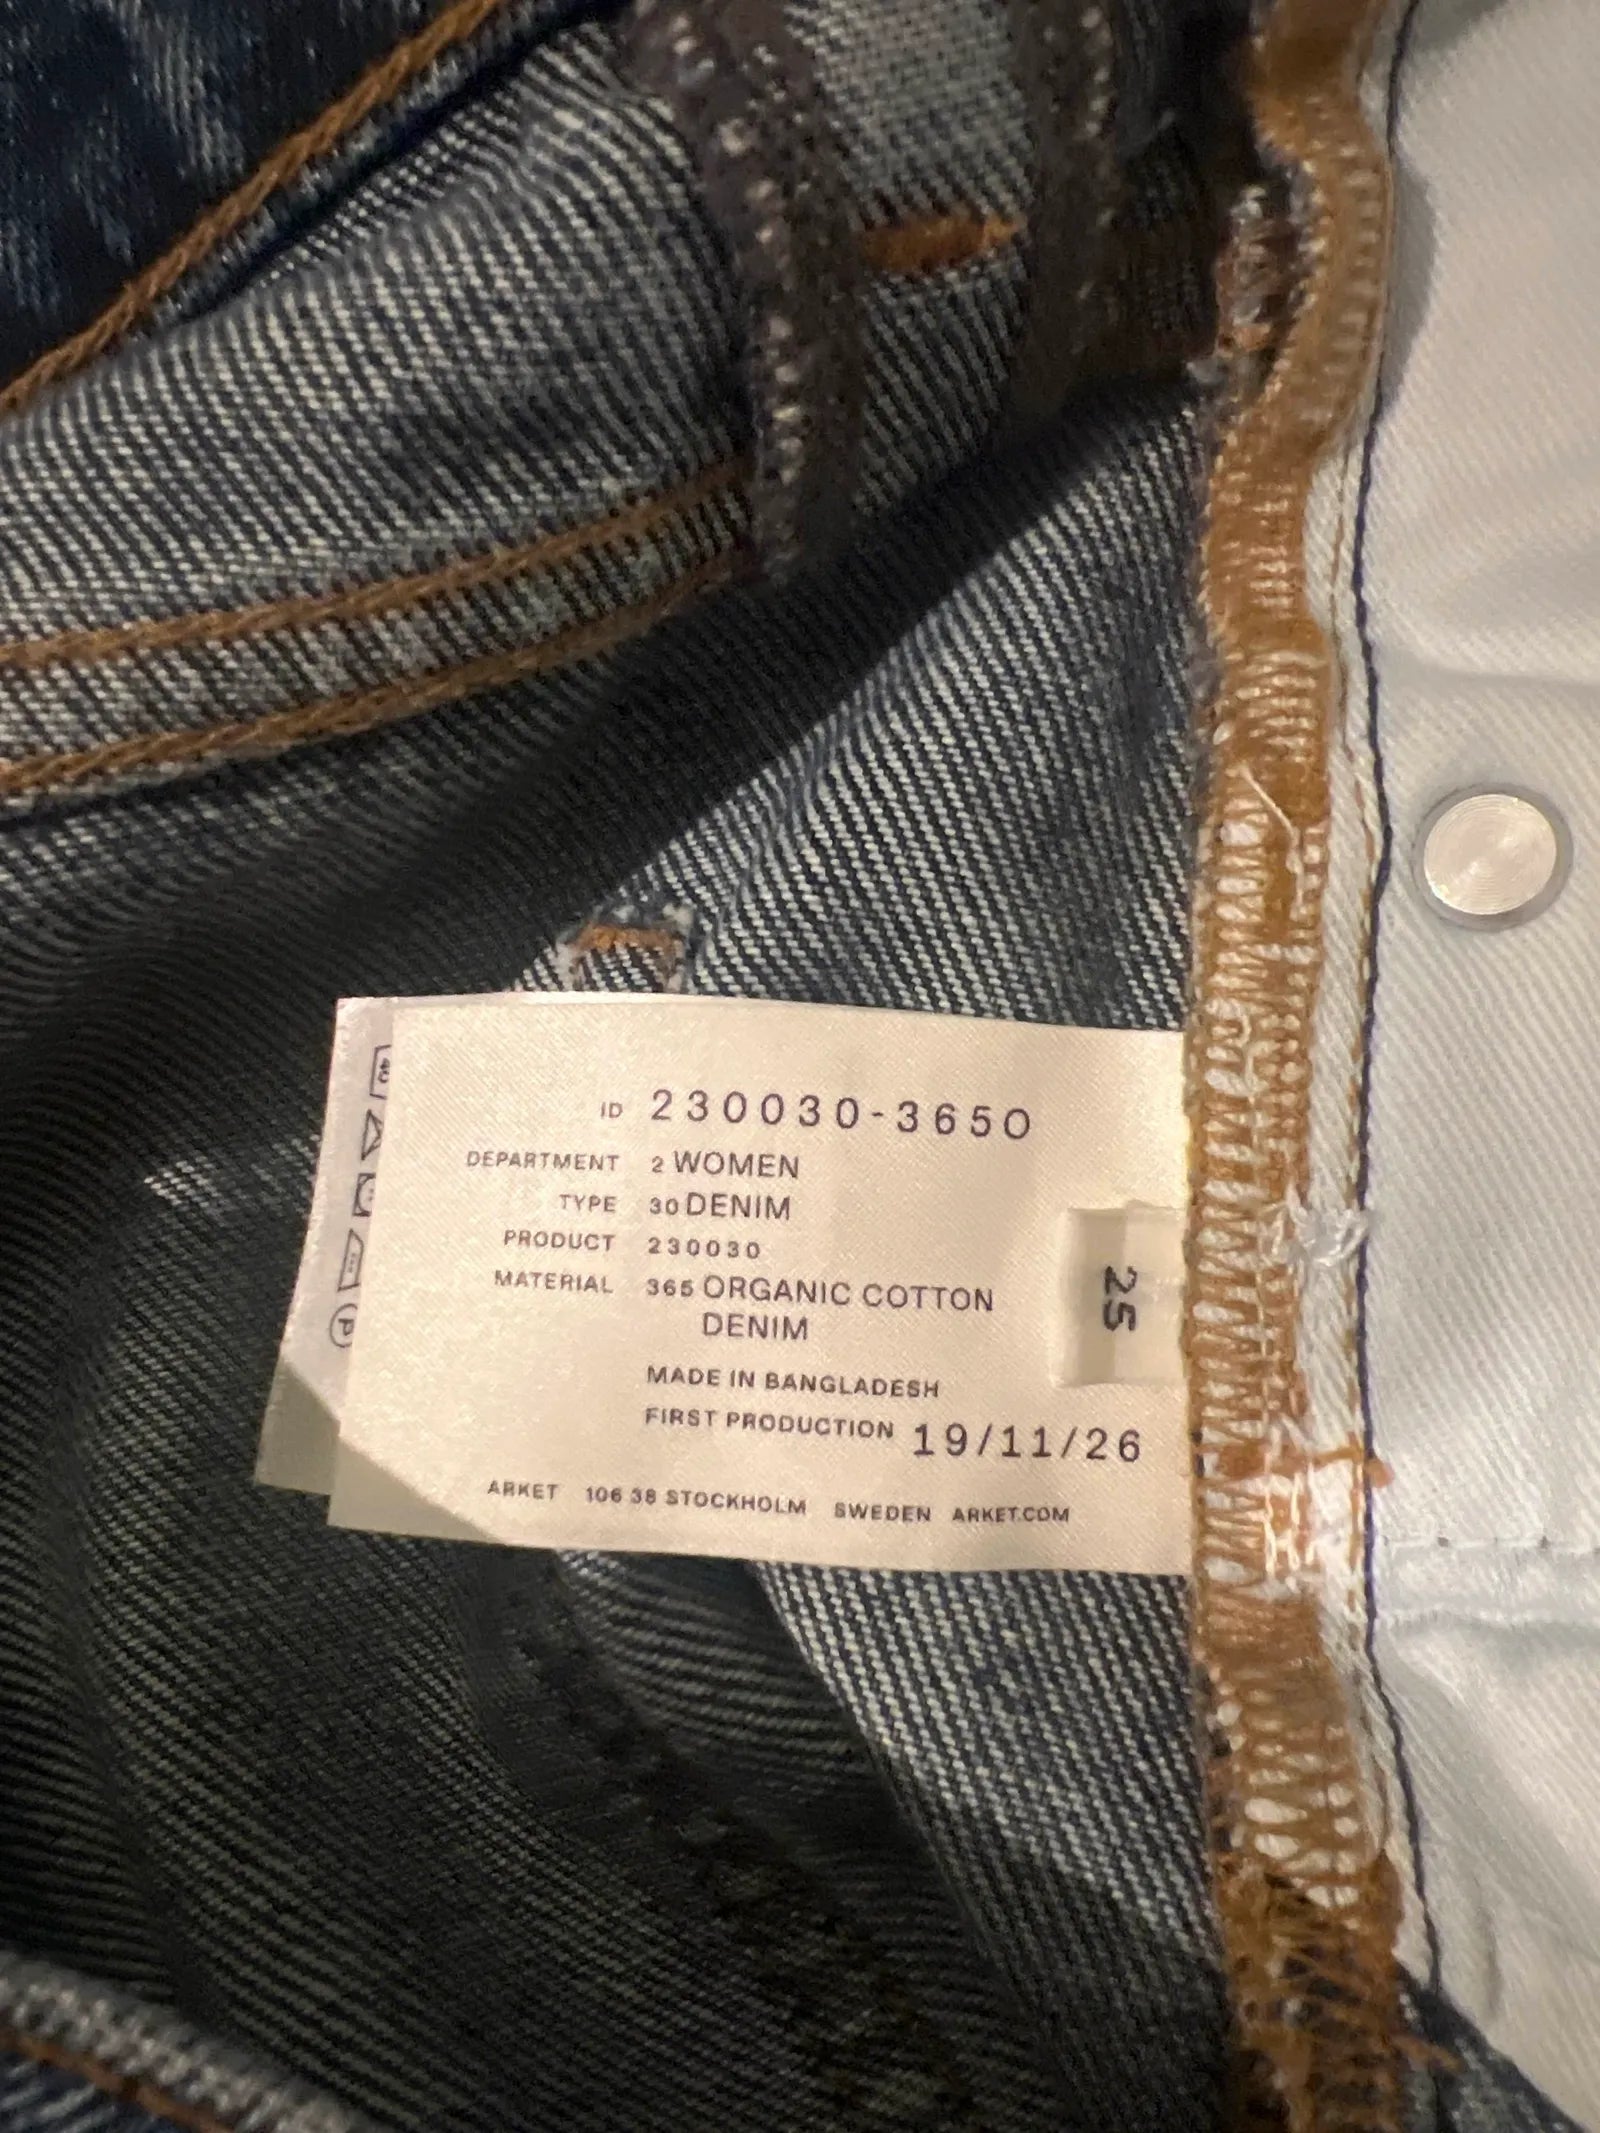 ID 230030-3650
DEPARTMENT 2 WOMEN
TYPE 30 DENIM
PRODUCT 230030
MATERIAL 365 ORGANIC COTTON
DENIM
MADE IN BANGLADESH
FIRST PRODUCTION 19/11/26
ARKET 106 38 STOCKHOLM SWEDEN ARKET.COM
25
40
P